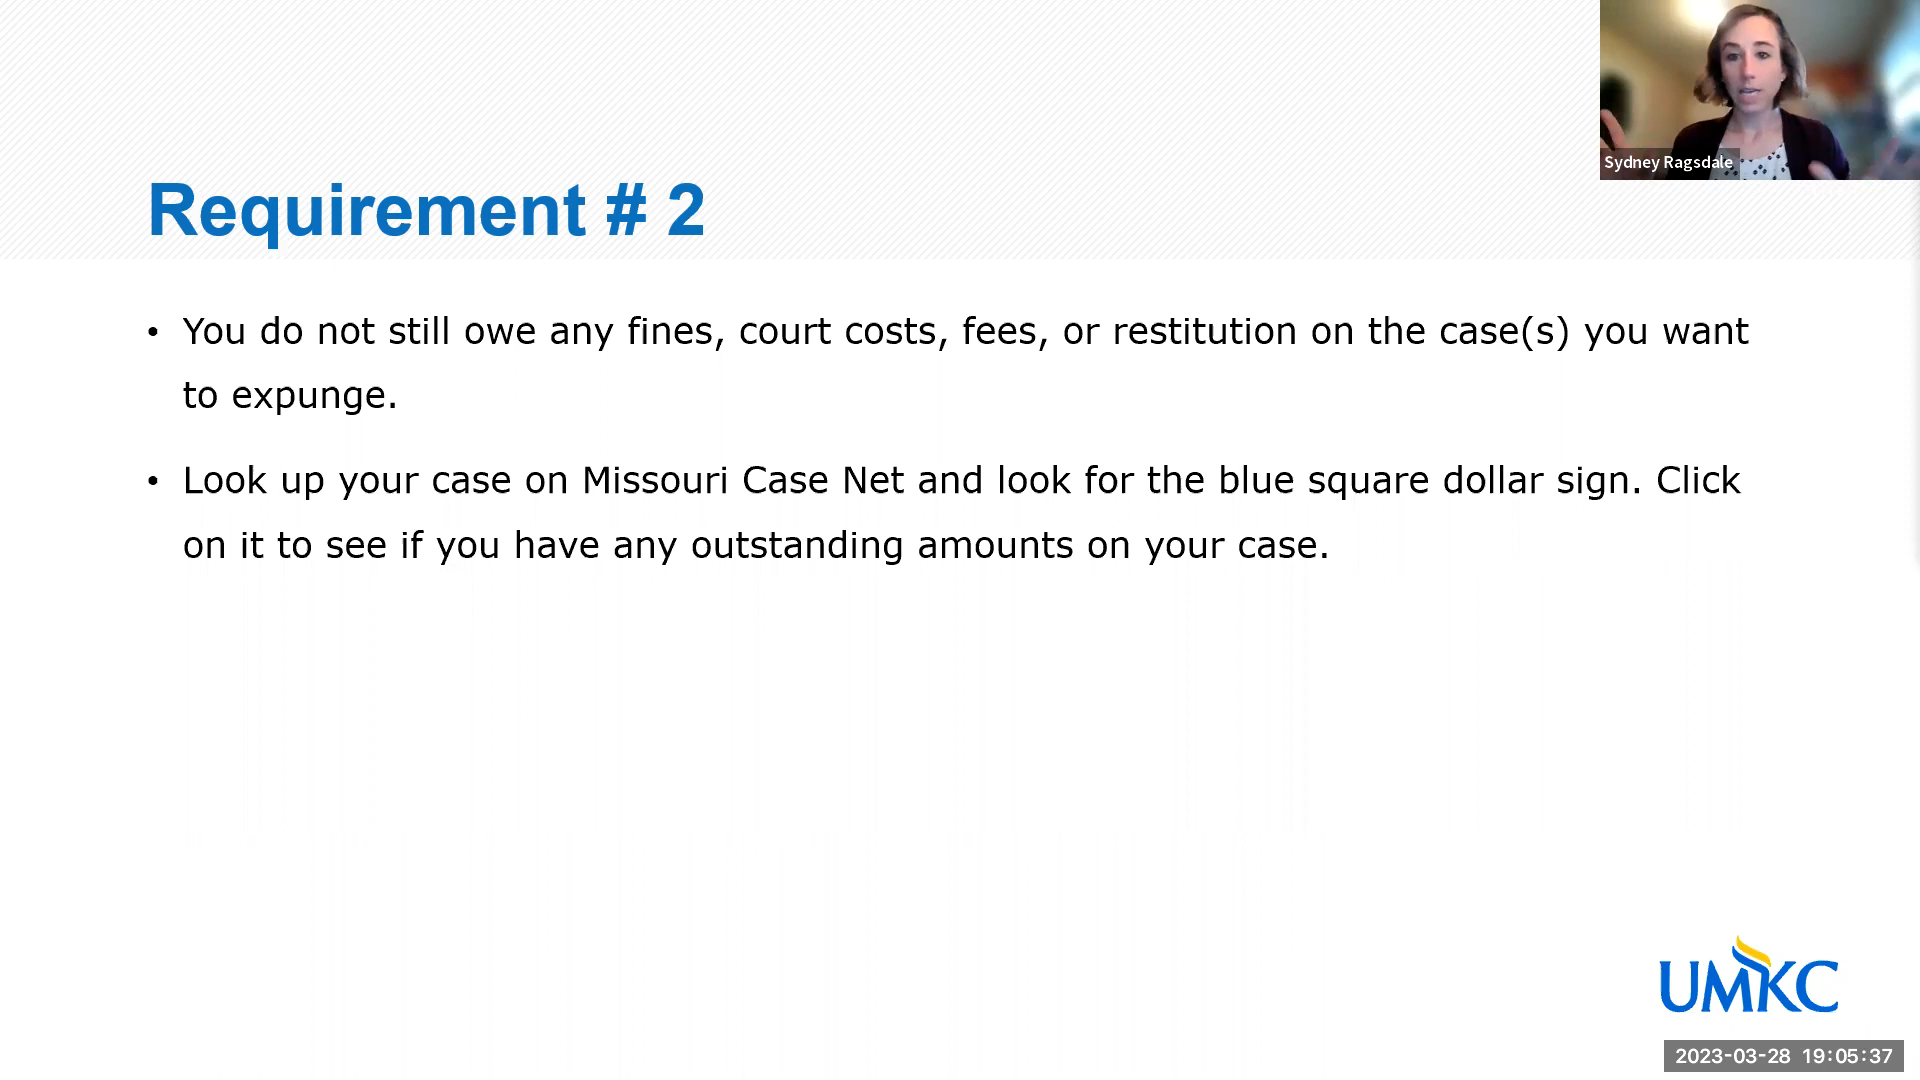 Sydney Ragsdale
Requirement # 2
• You do not still owe any fines, court costs, fees, or restitution on the case(s) you want
to expunge.
• Look up your case on Missouri Case Net and look for the blue square dollar sign. Click
on it to see if you have any outstanding amounts on your case.
UMKC
2023-03-28 19:05:37